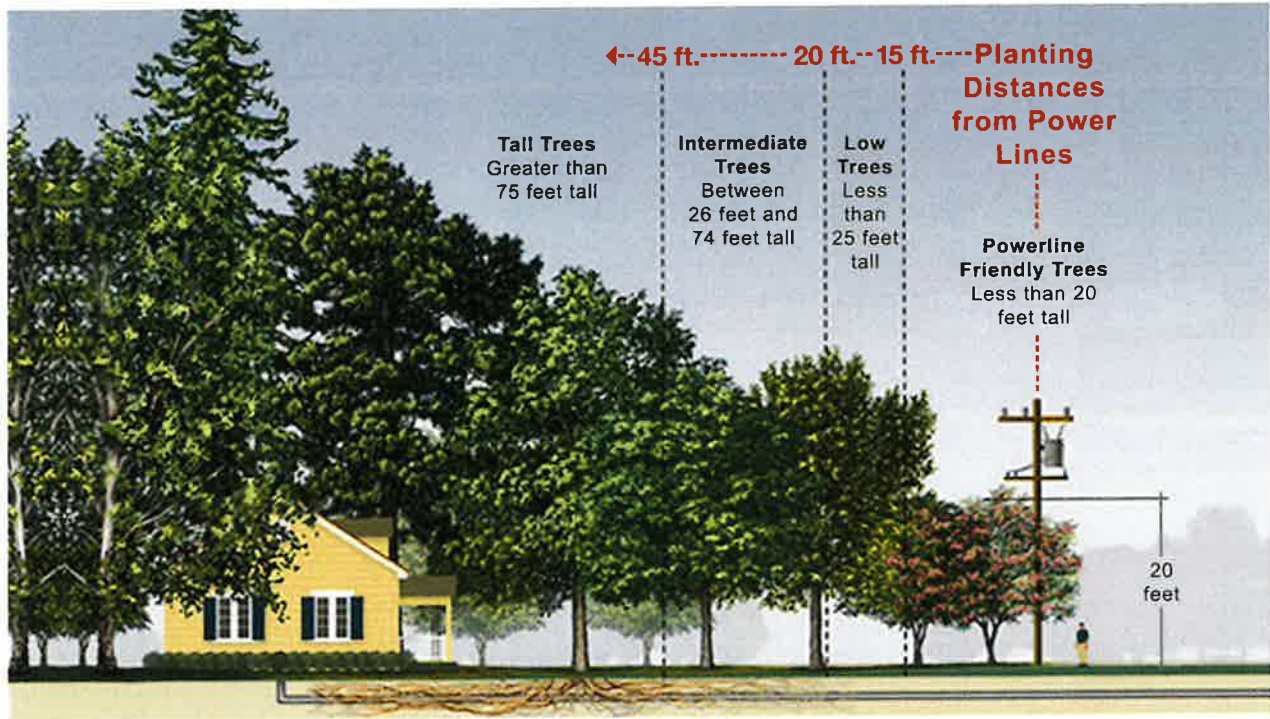 45 ft. 20 ft. 15 ft. Planting
Distances
from Power
Lines
Tall Trees
Greater than
75 feet tall
Intermediate
Trees
Between
26 feet and
74 feet tall
Low
Trees
Less
than
25 feet
tall
Powerline
Friendly Trees
Less than 20
feet tall
20
feet